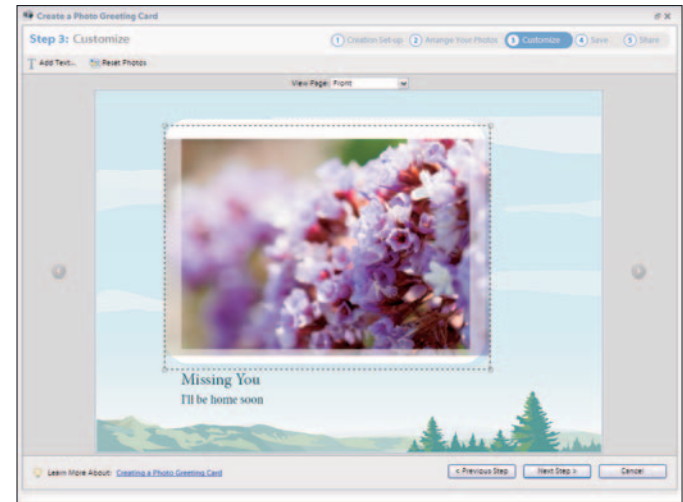 Create a Photo Greeting Card
Step 3: Customize
1 Creation Set-up 2 Arrange Your Photos 3 Customize 4 Save 5 Share
Add Text... Reset Photos
View Page: Front
Missing You
I'll be home soon
Learn More About: Creating a Photo Greeting Card
< Previous Step Next Step > Cancel